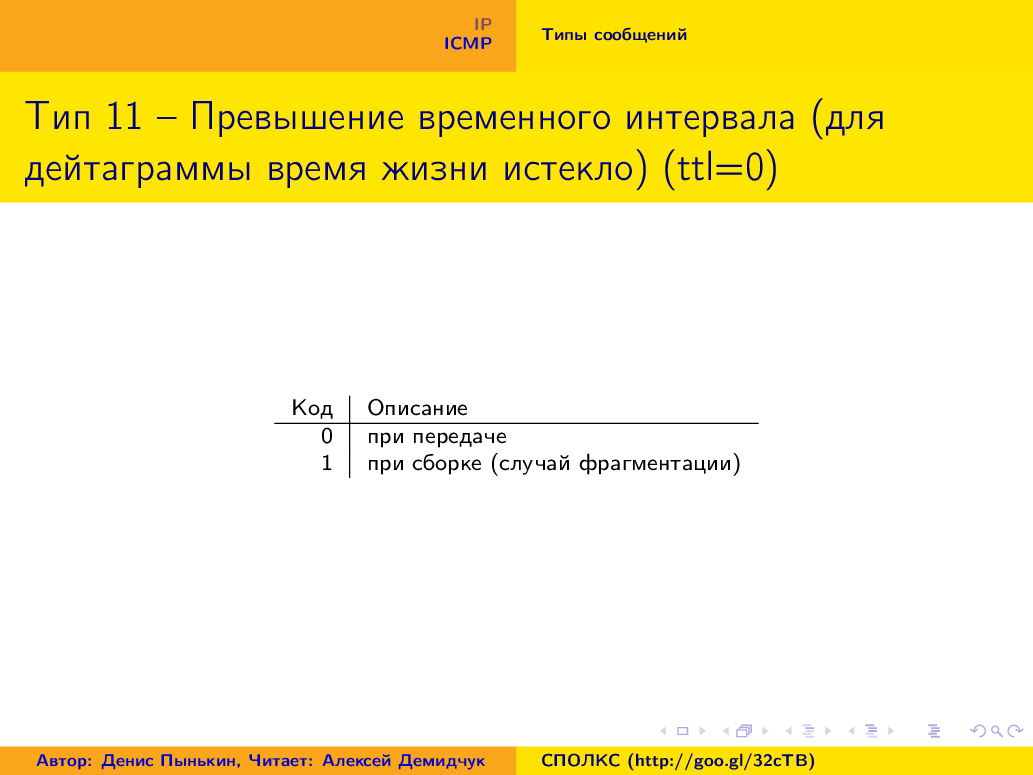 IP
ICMP
Типы сообщений
Тип 11 – Превышение временного интервала (для
дейтаграммы время жизни истекло) (ttl=0)
Код Описание
0 при передаче
1 при сборке (случай фрагментации)
Автор: Денис Пынькин, Читает: Алексей Демидчук
СПОЛКС (http://goo.gl/32cTB)